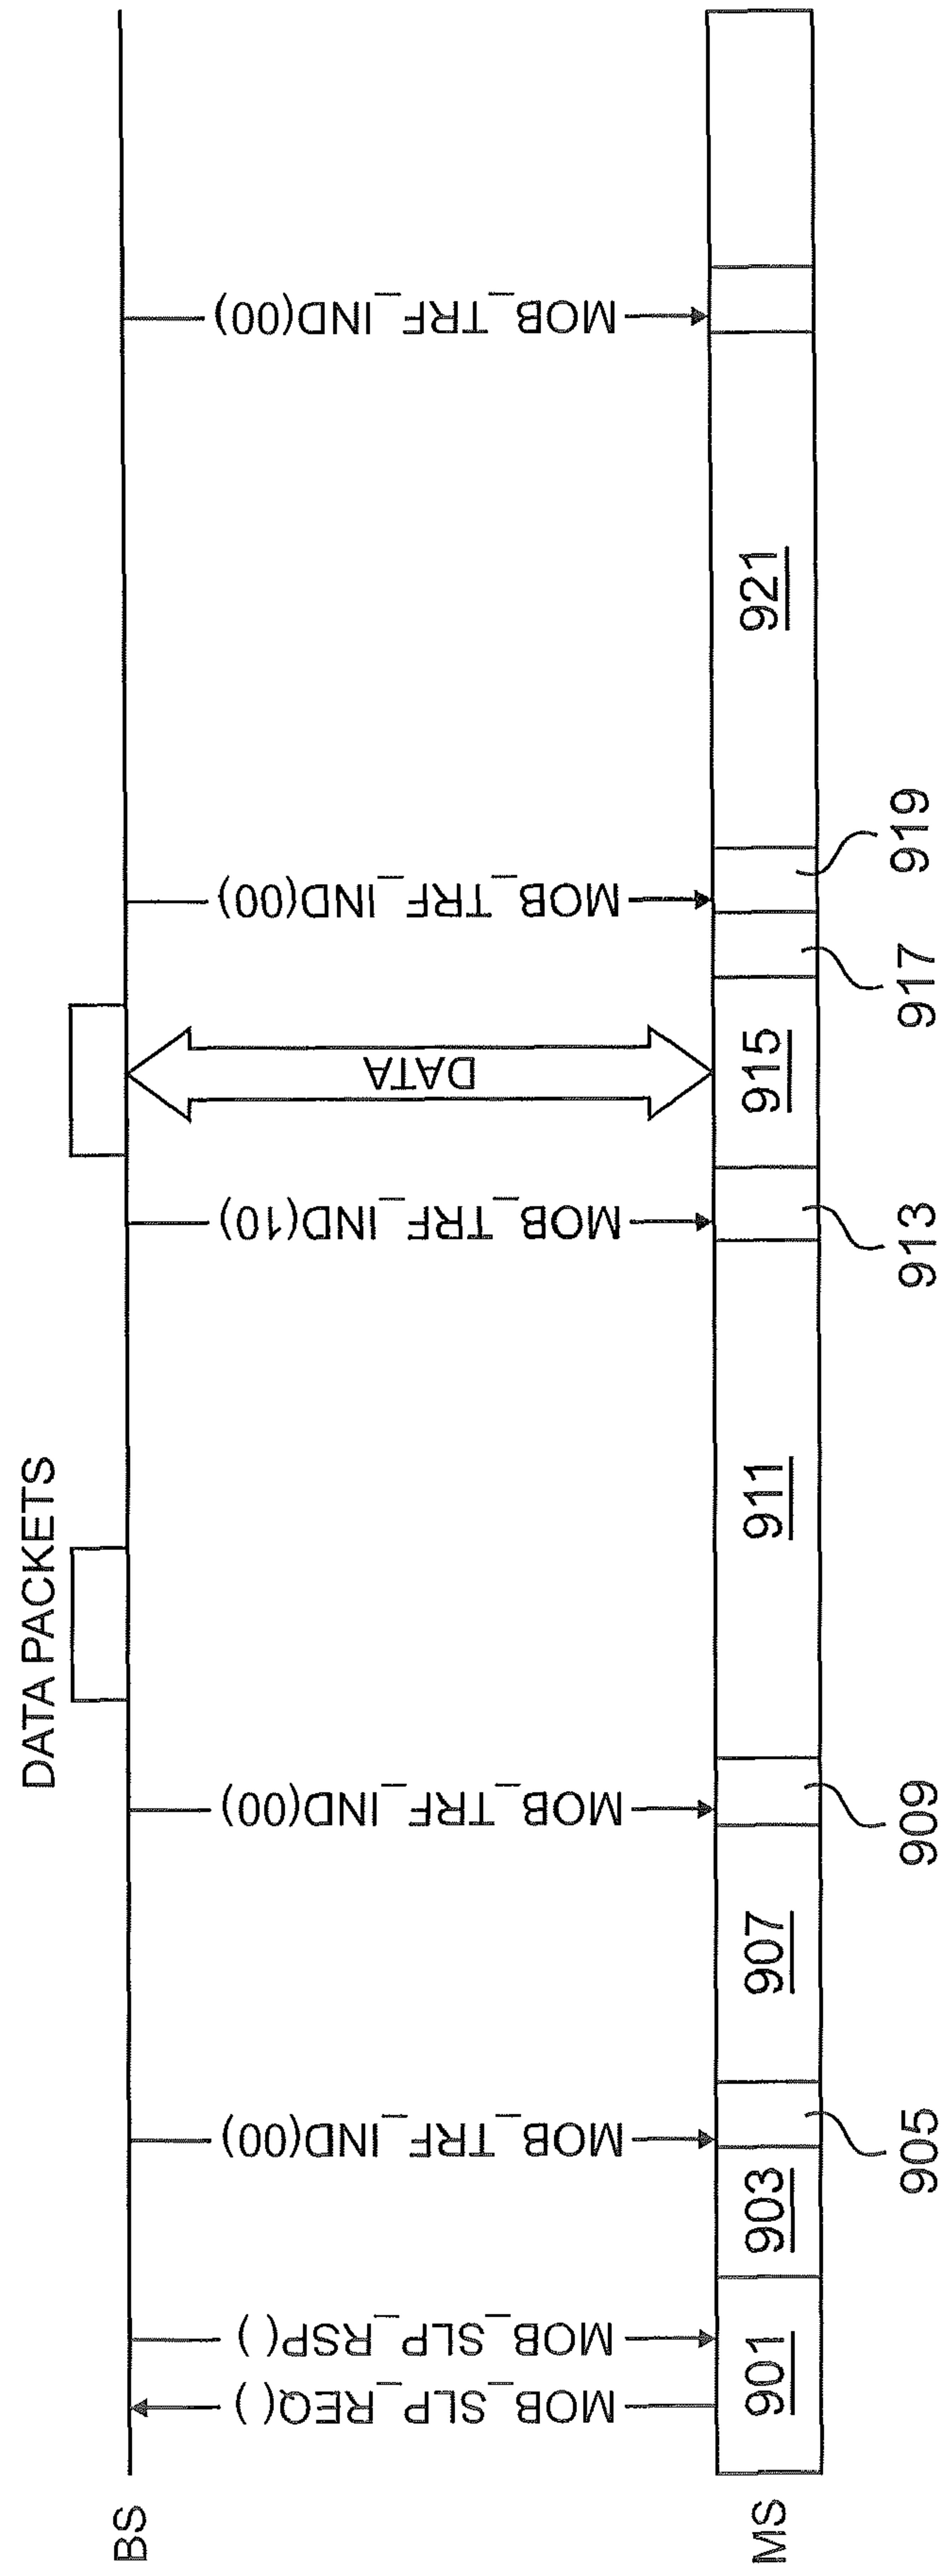 DATA PACKETS
BS
MOB_SLP_REQ( )
MOB_SLP_RSP( )
MOB_TRF_IND(00)
MOB_TRF_IND(00)
MOB_TRF_IND(10)
DATA
MOB_TRF_IND(00)
MOB_TRF_IND(00)
MS
901
903
907
911
915
921
905
909
913
917
919